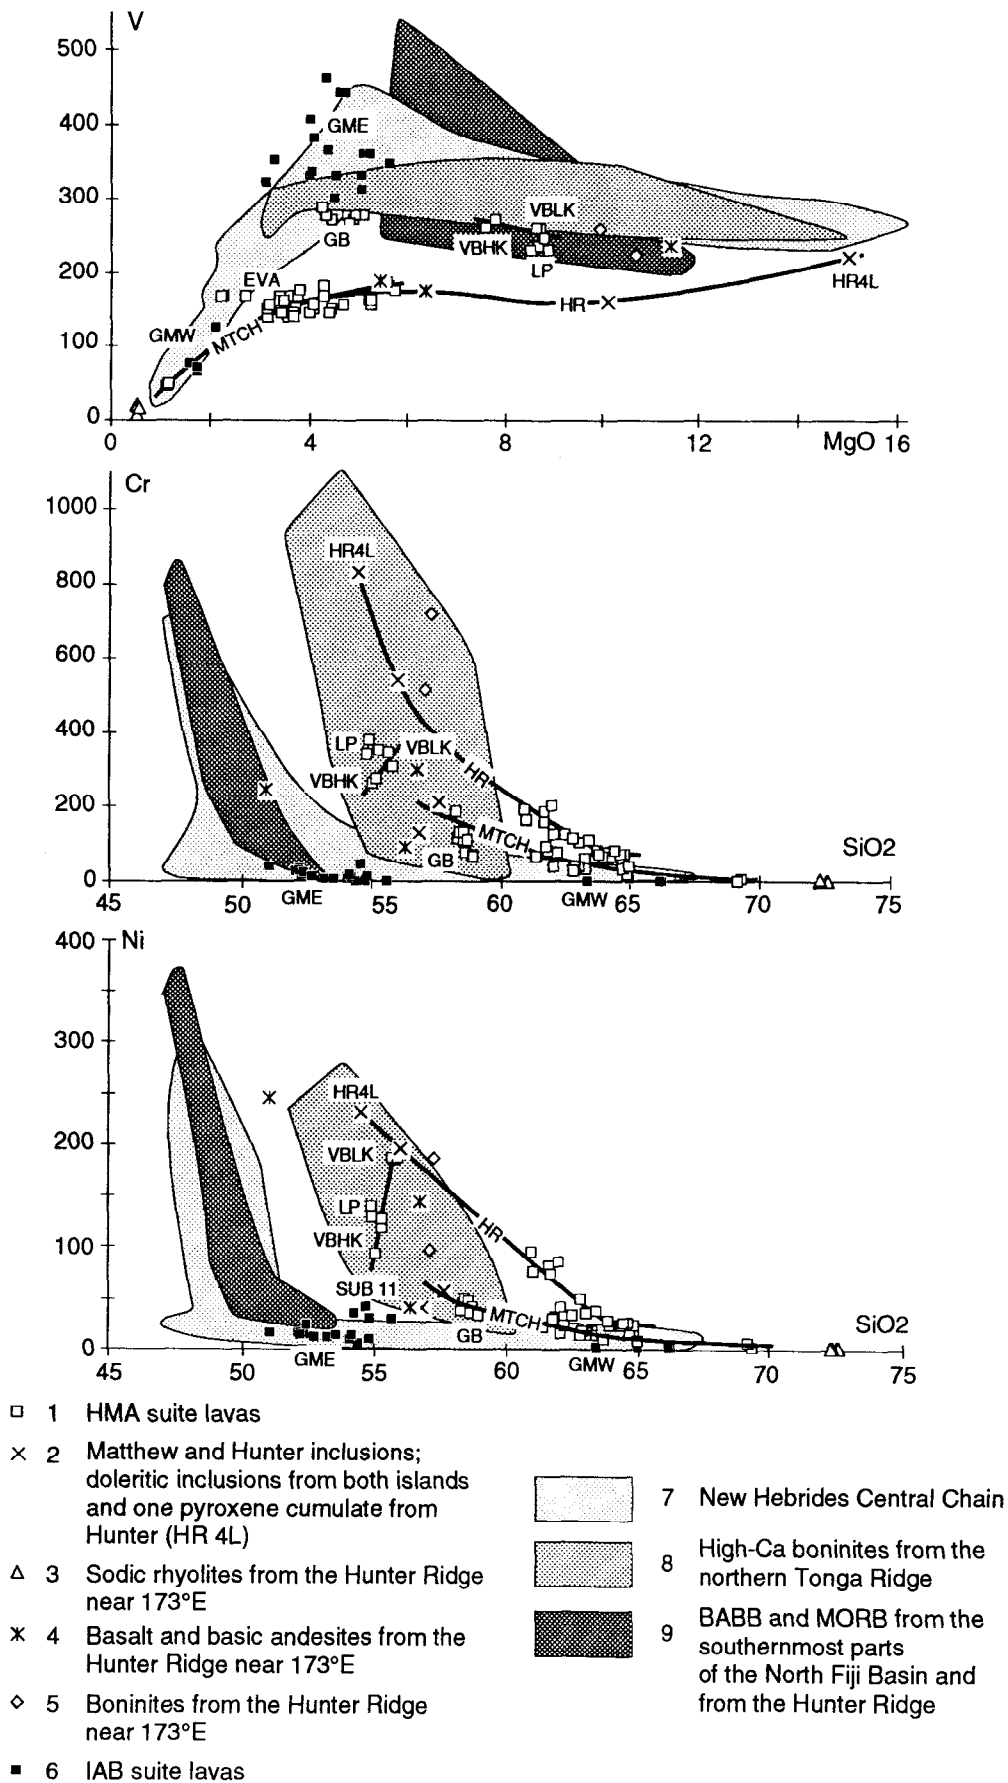 V
500
400
300
200
100
0
GME
GB
EVA
GMW
MTCH
VBLK
VBHK
LP
HR
HR4L
0
4
8
12
MgO 16
Cr
1000
800
600
400
200
0
HR4L
LP
VBLK
VBHK
HR
MTCH
GB
SiO2
GME
GMW
45
50
55
60
65
70
75
400
Ni
300
200
100
0
HR4L
VBLK
LP
VBHK
HR
SUB 11
MTCH
GB
SiO2
GME
GMW
45
50
55
60
65
70
75
1 HMA suite lavas
2 Matthew and Hunter inclusions;
doleritic inclusions from both islands
and one pyroxene cumulate from
Hunter (HR 4L)
3 Sodic rhyolites from the Hunter Ridge
near 173°E
4 Basalt and basic andesites from the
Hunter Ridge near 173°E
5 Boninites from the Hunter Ridge
near 173°E
6 IAB suite lavas
7 New Hebrides Central Chain
8 High-Ca boninites from the
northern Tonga Ridge
9 BABB and MORB from the
southernmost parts
of the North Fiji Basin and
from the Hunter Ridge